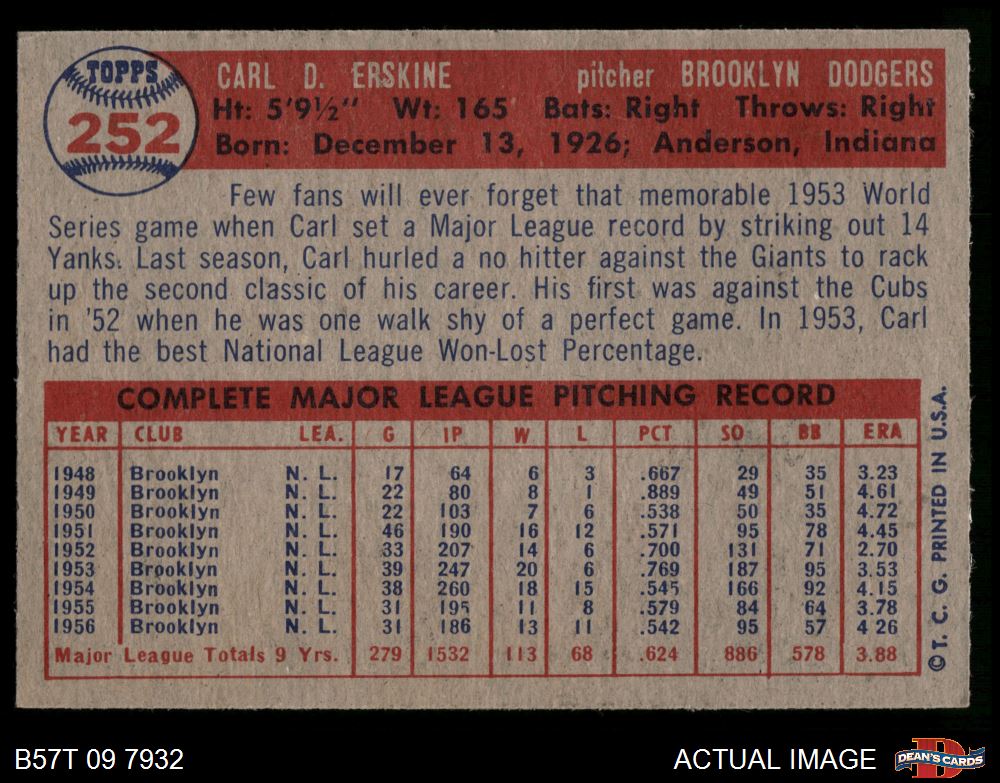 TOPPS
252
CARL D. ERSKINE pitcher BROOKLYN DODGERS
Ht: 5'9½" Wt: 165 Bats: Right Throws: Right
Born: December 13, 1926; Anderson, Indiana
Few fans will ever forget that memorable 1953 World
Series game when Carl set a Major League record by striking out 14
Yanks. Last season, Carl hurled a no hitter against the Giants to rack
up the second classic of his career. His first was against the Cubs
in '52 when he was one walk shy of a perfect game. In 1953, Carl
had the best National League Won-Lost Percentage.
COMPLETE MAJOR LEAGUE PITCHING RECORD
YEAR CLUB LEA. G IP W L PCT SO BB ERA
1948 Brooklyn N. L. 17 64 6 3 .667 29 35 3.23
1949 Brooklyn N. L. 22 80 8 1 .889 49 51 4.61
1950 Brooklyn N. L. 22 103 7 6 .538 50 35 4.72
1951 Brooklyn N. L. 46 190 16 12 .571 95 78 4.45
1952 Brooklyn N. L. 33 207 14 6 .700 131 71 2.70
1953 Brooklyn N. L. 39 247 20 6 .769 187 95 3.53
1954 Brooklyn N. L. 38 260 18 15 .545 166 92 4.15
1955 Brooklyn N. L. 31 195 11 8 .579 84 64 3.78
1956 Brooklyn N. L. 31 186 13 11 .542 95 57 4 26
Major League Totals 9 Yrs. 279 1532 113 68 .624 886 578 3.88
© T. C. G. PRINTED IN U.S.A.
B57T 09 7932 ACTUAL IMAGE
DEAN'S CARDS